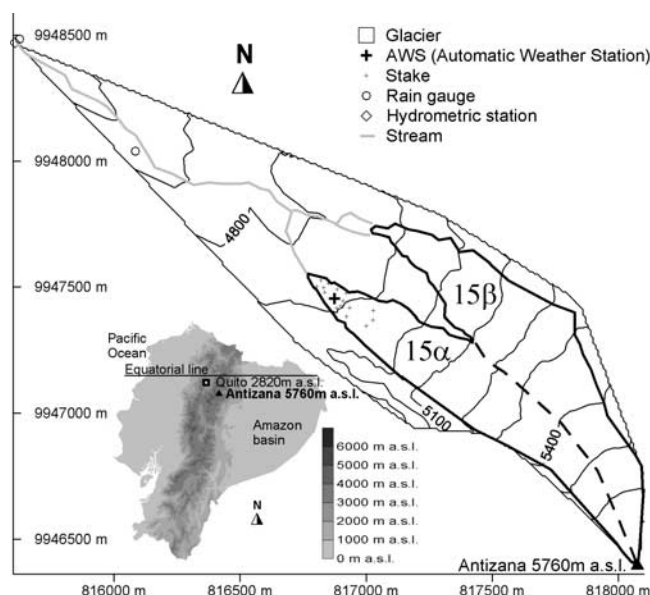 9948500 m
N
Glacier
AWS (Automatic Weather Station)
Stake
Rain gauge
Hydrometric station
Stream
9948000 m
4800
9947500 m
15β
15α
Pacific
Ocean
Equatorial line
Quito 2820m a.s.l.
Antizana 5760m a.s.l.
9947000 m
5100
5400
Amazon
basin
6000 m a.s.l.
5000 m a.s.l.
4000 m a.s.l.
3000 m a.s.l.
2000 m a.s.l.
1000 m a.s.l.
0 m a.s.l.
N
9946500 m
Antizana 5760m a.s.l.
816000 m
816500 m
817000 m
817500 m
818000 m